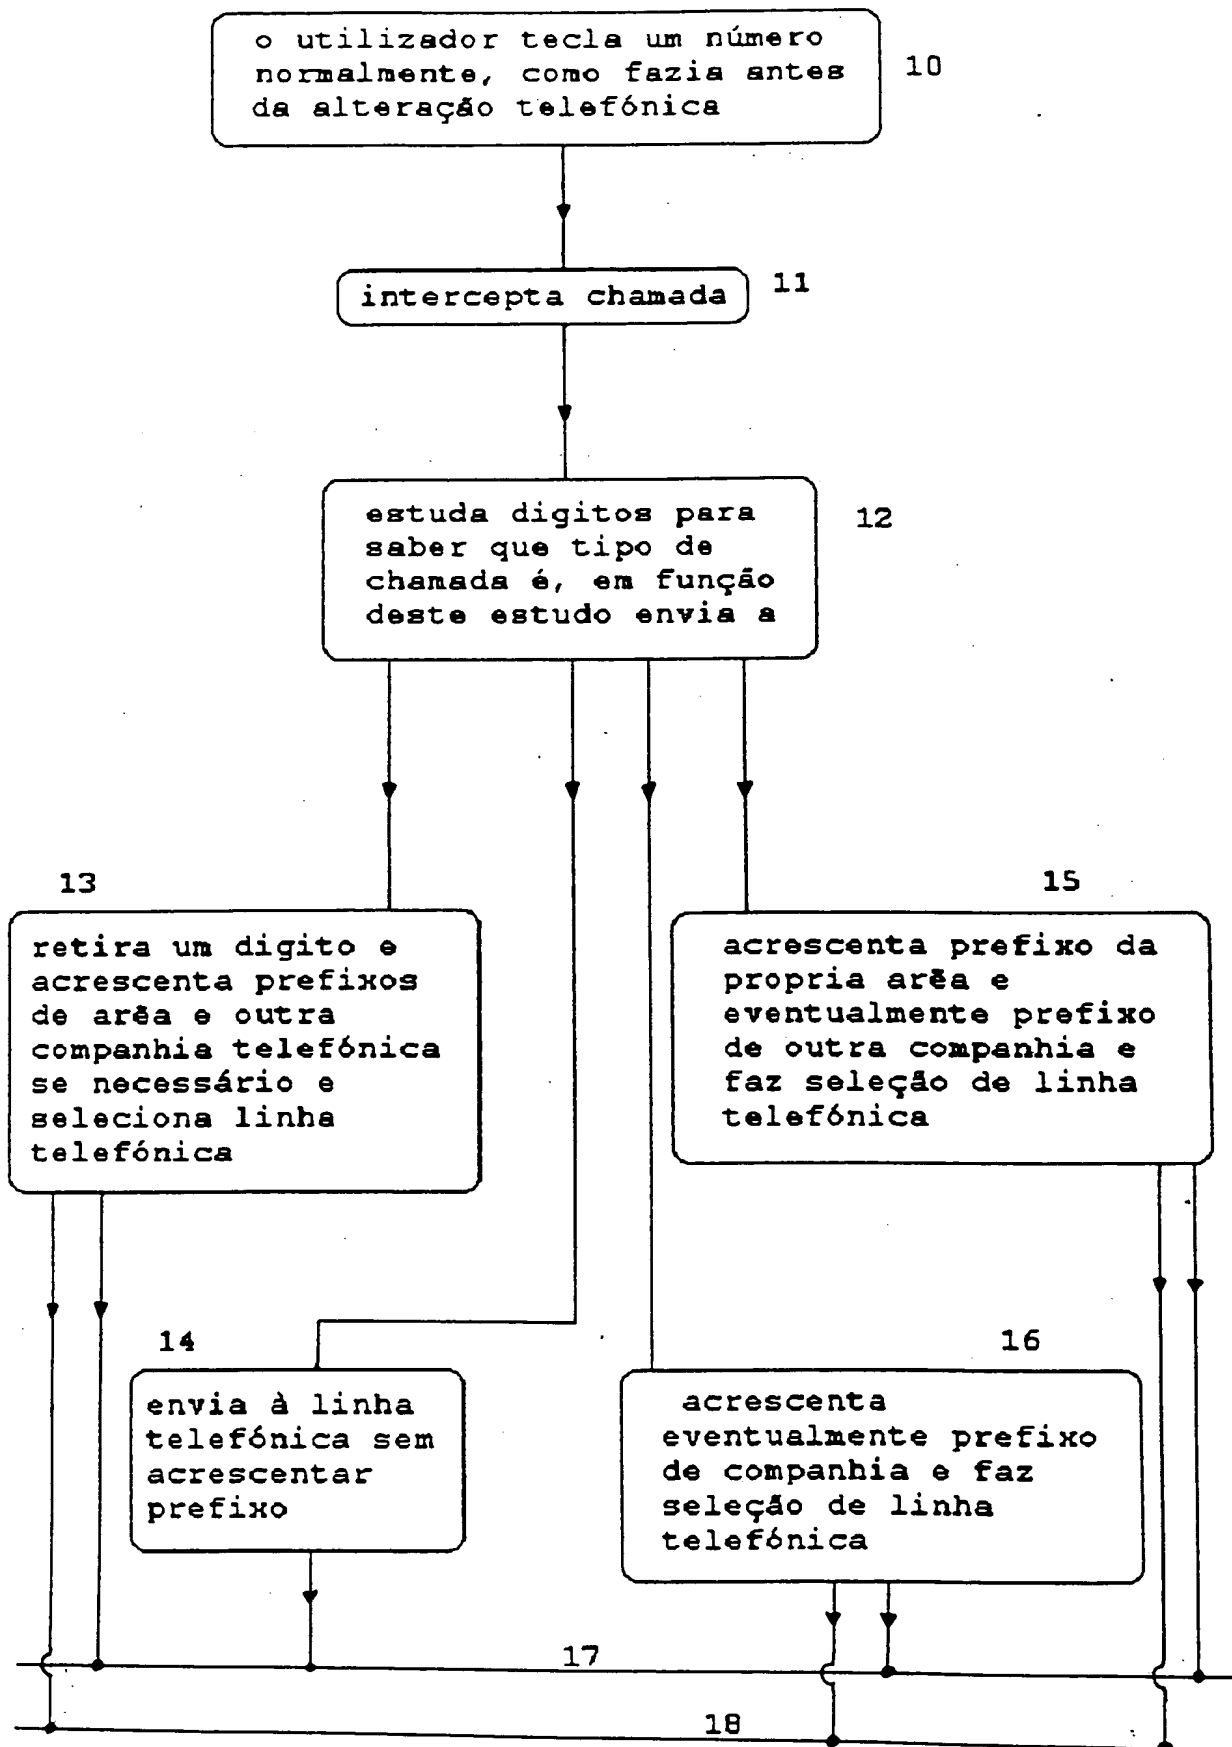 o utilizador tecla um número
normalmente, como fazia antes
da alteração telefónica
10
intercepta chamada
11
estuda digitos para
saber que tipo de
chamada é, em função
deste estudo envia a
12
13
retira um digito e
acrescenta prefixos
de arêa e outra
companhia telefónica
se necessário e
seleciona linha
telefónica
15
acrescenta prefixo da
propria arêa e
eventualmente prefixo
de outra companhia e
faz seleção de linha
telefónica
14
envia à linha
telefónica sem
acrescentar
prefixo
16
acrescenta
eventualmente prefixo
de companhia e faz
seleção de linha
telefónica
17
18